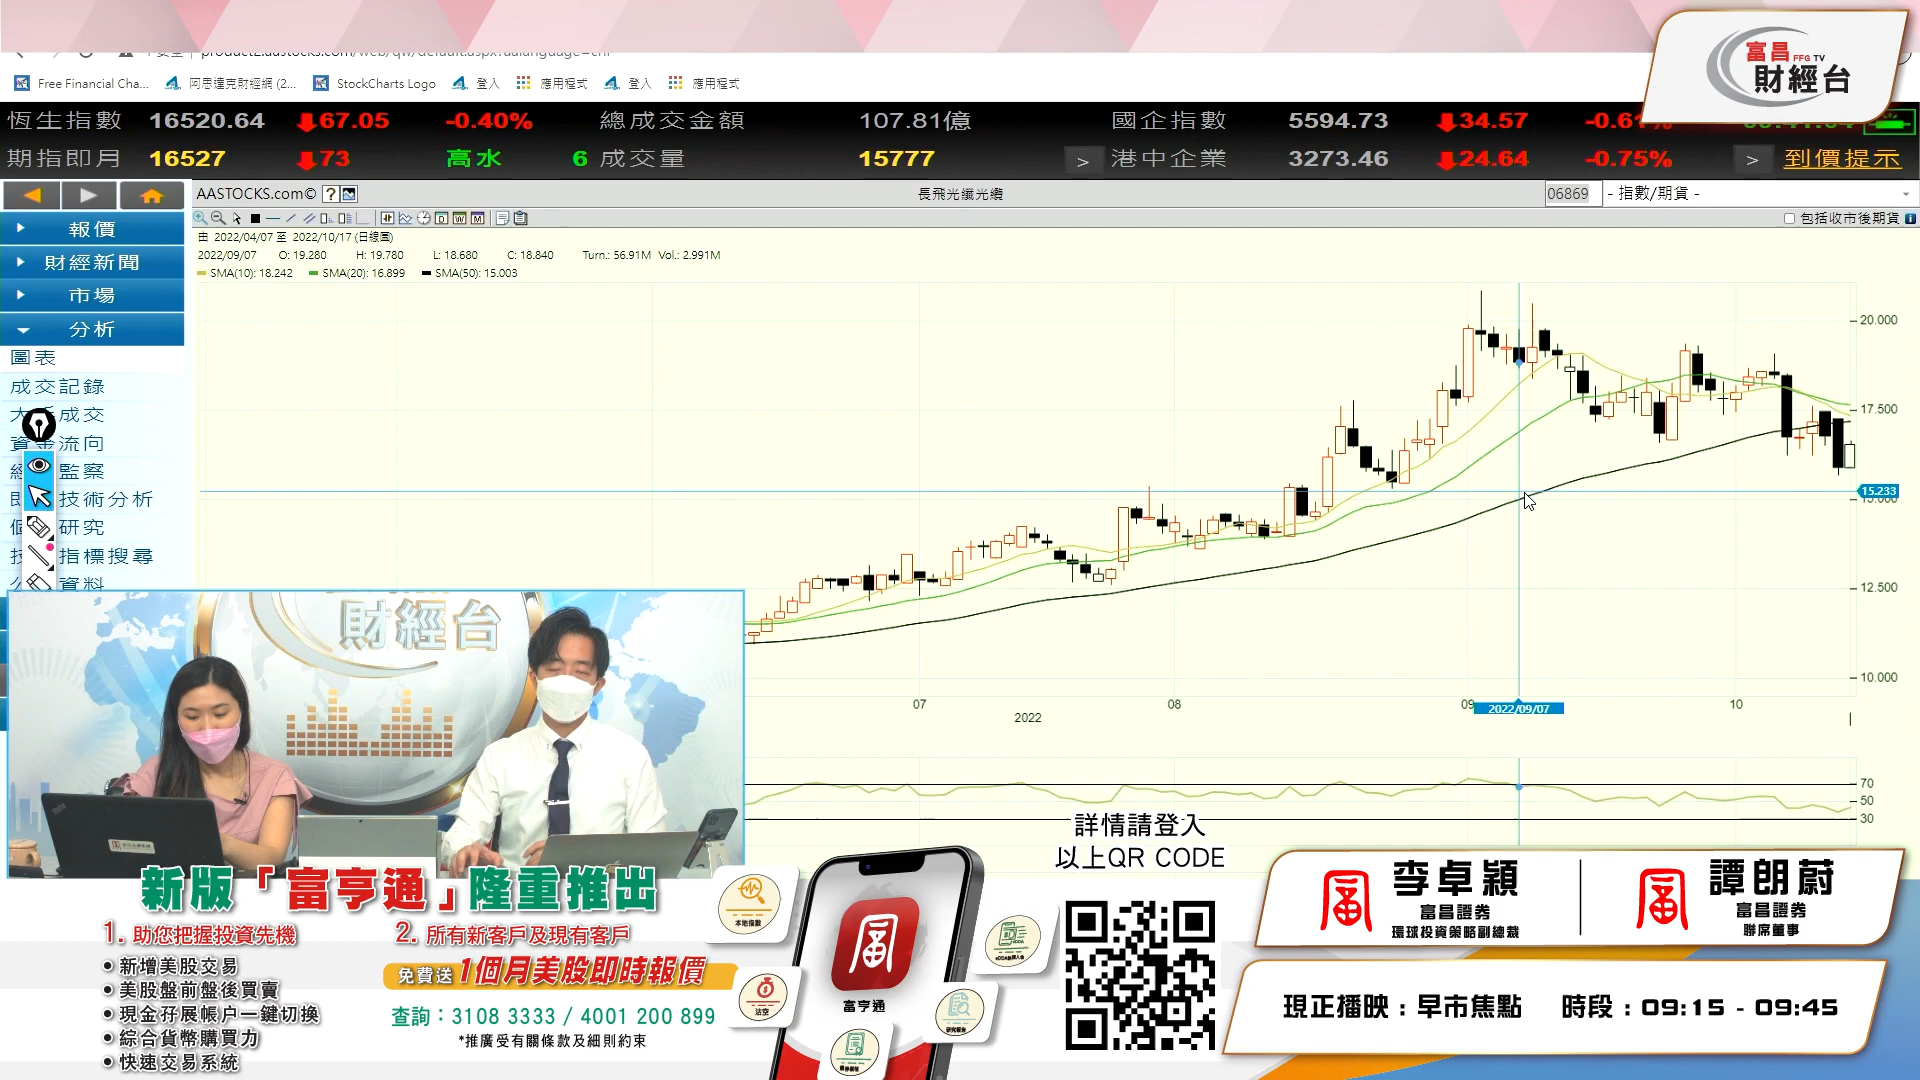 富昌 FFG TV
財經台
Free Financial Cha...
阿思達克財經網 (2...
StockCharts Logo
登入
應用程式
登入
應用程式
恆生指數 16520.64 67.05 -0.40% 總成交金額 107.81億 國企指數 5594.73 34.57
期指即月 16527 73 高水 6 成交量 15777 > 港中企業 3273.46 24.64 -0.75% > 到價提示
AASTOCKS.com© ?
長飛光纖光纜
06869 - 指數/期貨 -
包括收市後期貨
報價
財經新聞
市場
分析
圖表
成交記錄
成交
流向
監察
技術分析
研究
指標搜尋
資料
由 2022/04/07 至 2022/10/17 (日線圖)
2022/09/07 O: 19.280 H: 19.780 L: 18.680 C: 18.840 Turn.: 56.91M Vol.: 2.991M
SMA(10): 18.242 SMA(20): 16.899 SMA(50): 15.003
20.000
17.500
15.233
12.500
10.000
07 08 09 2022/09/07 10
2022
70
50
30
財經台
詳情請登入
以上QR CODE
新版「富亨通」隆重推出
1. 助您把握投資先機
• 新增美股交易
• 美股盤前盤後買賣
• 現金孖展帳户一鍵切換
• 綜合貨幣購買力
• 快速交易系統
2. 所有新客戶及現有客戶
免費送 1個月美股即時報價
查詢：3108 3333 / 4001 200 899
*推廣受有關條款及細則約束
本地指數
沽空
富亨通
李卓穎
富昌證券
環球投資策略副總裁
譚朗蔚
富昌證券
聯席董事
現正播映：早市焦點 時段：09:15 - 09:45